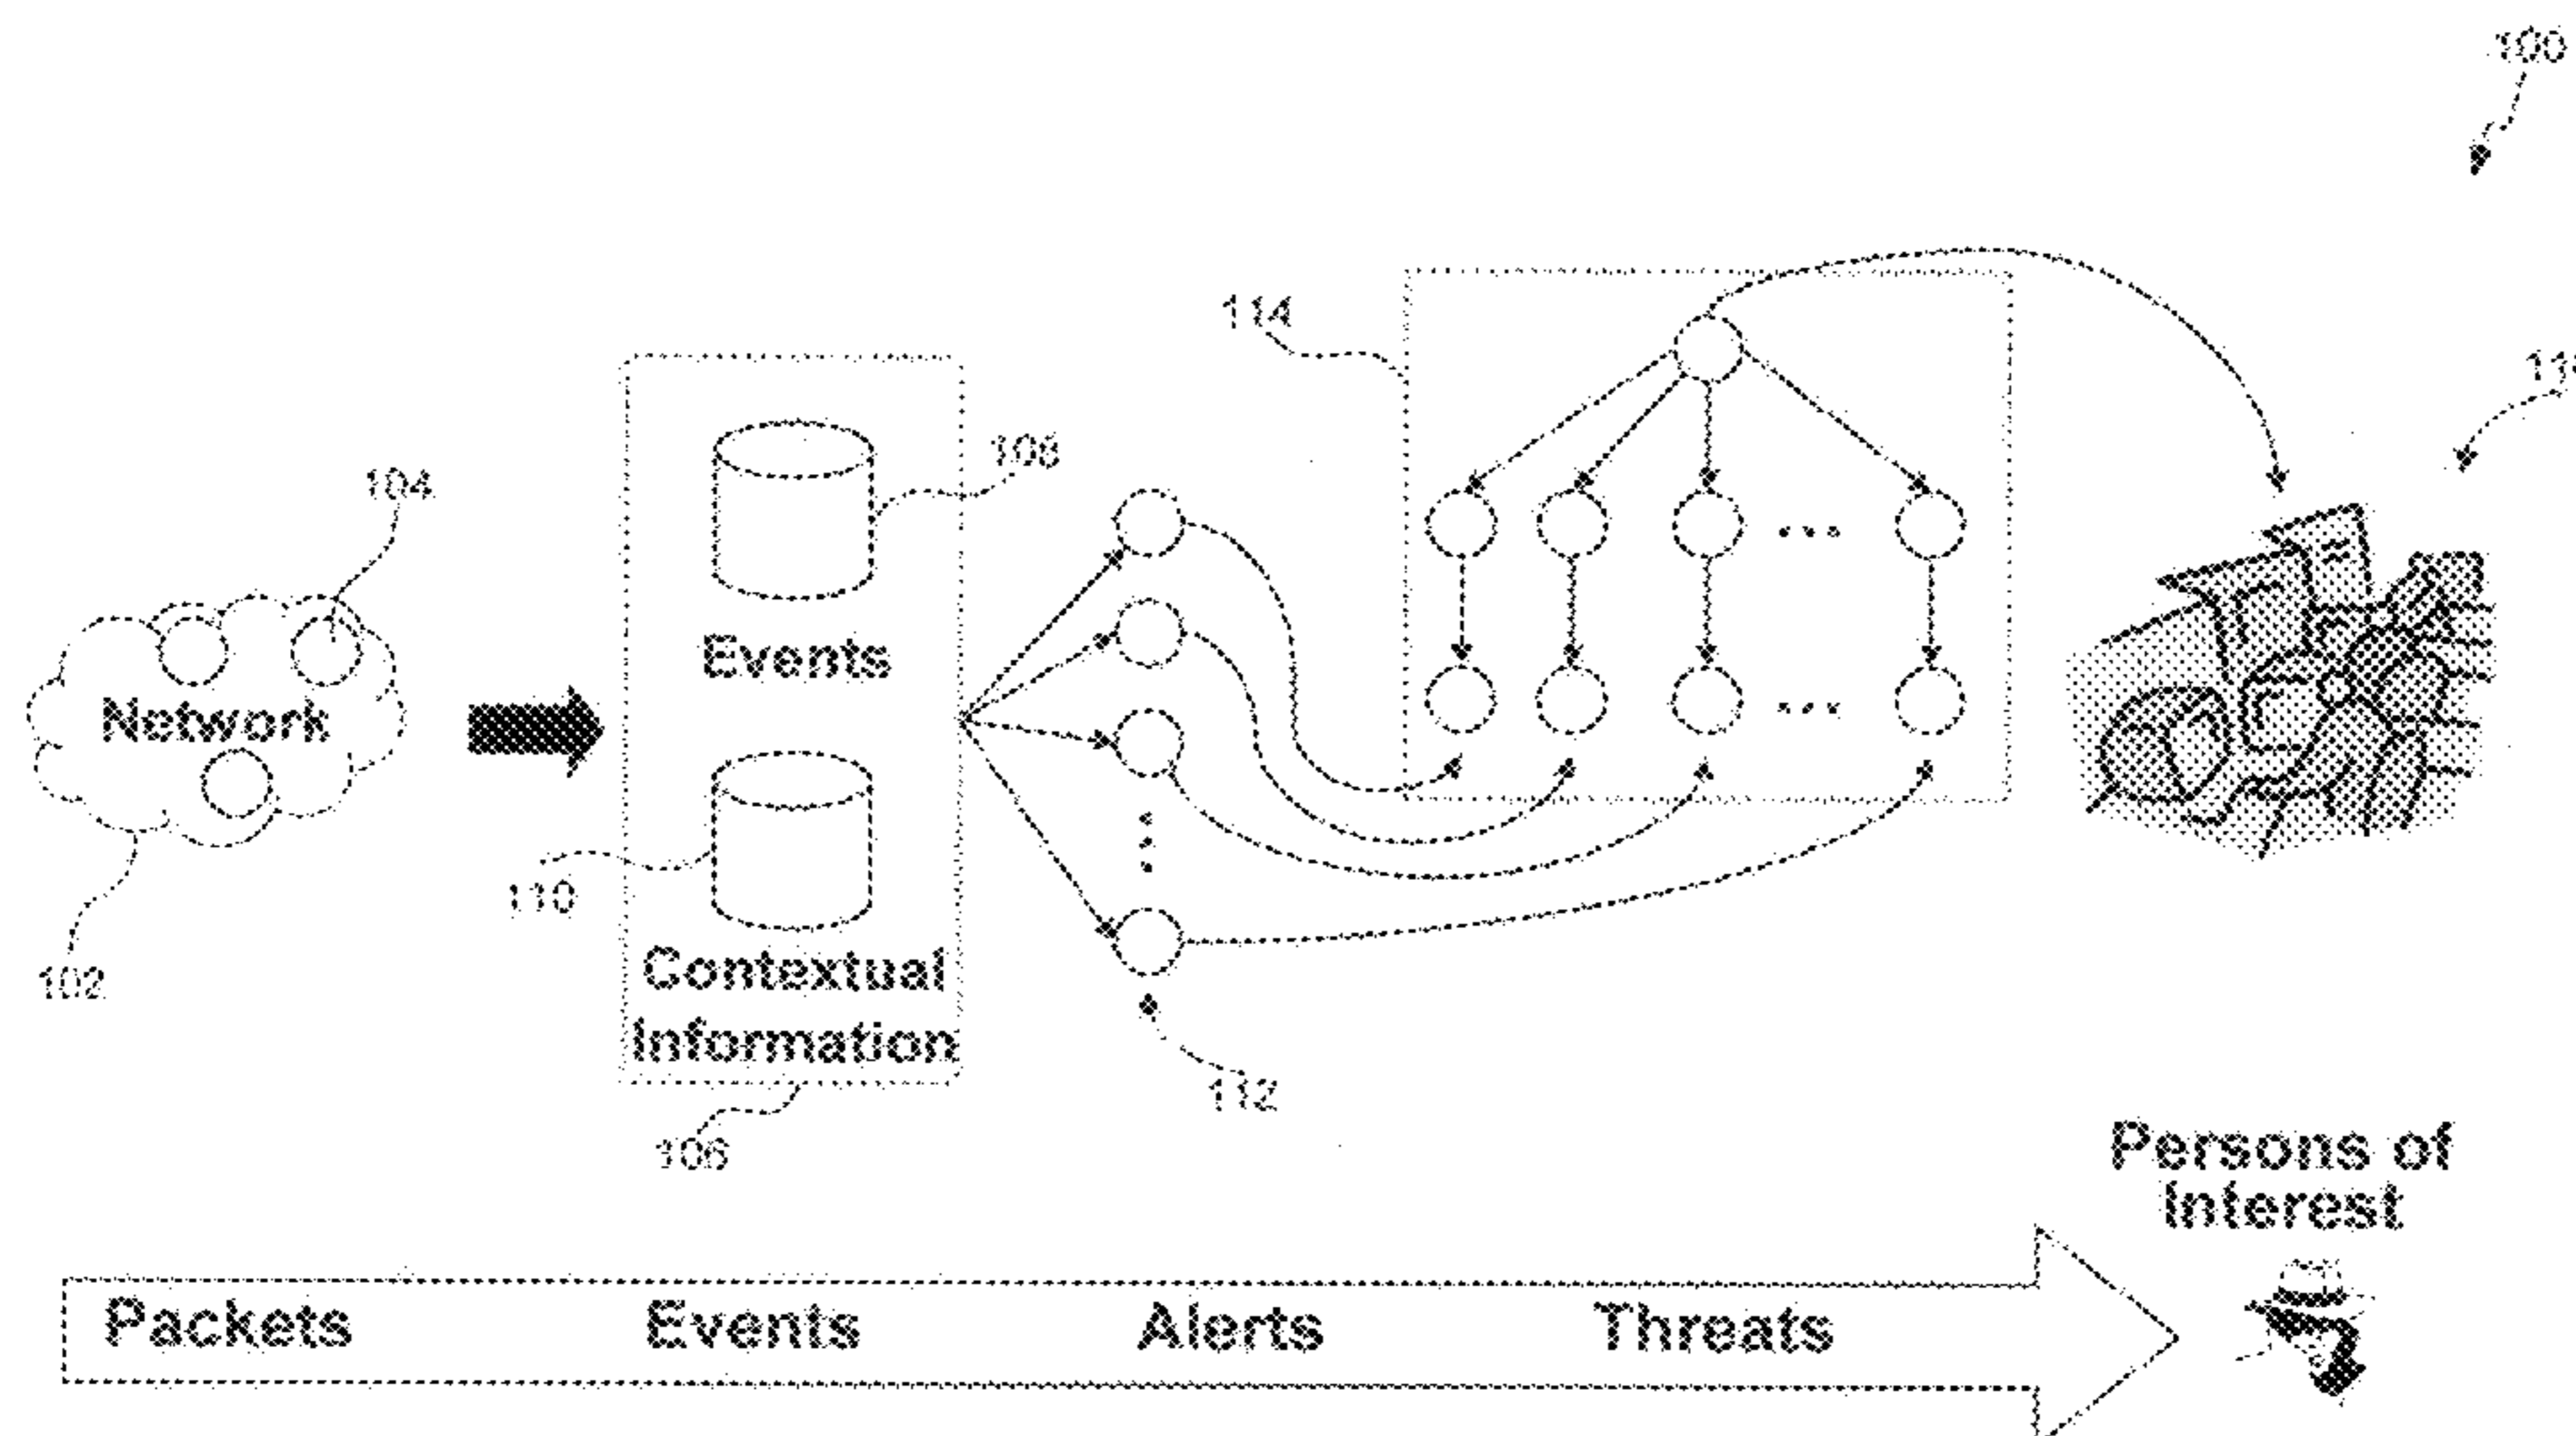 100
114
108
104
Events
Network
110
Contextual
Information
102
112
106
Persons of
Interest
Packets Events Alerts Threats